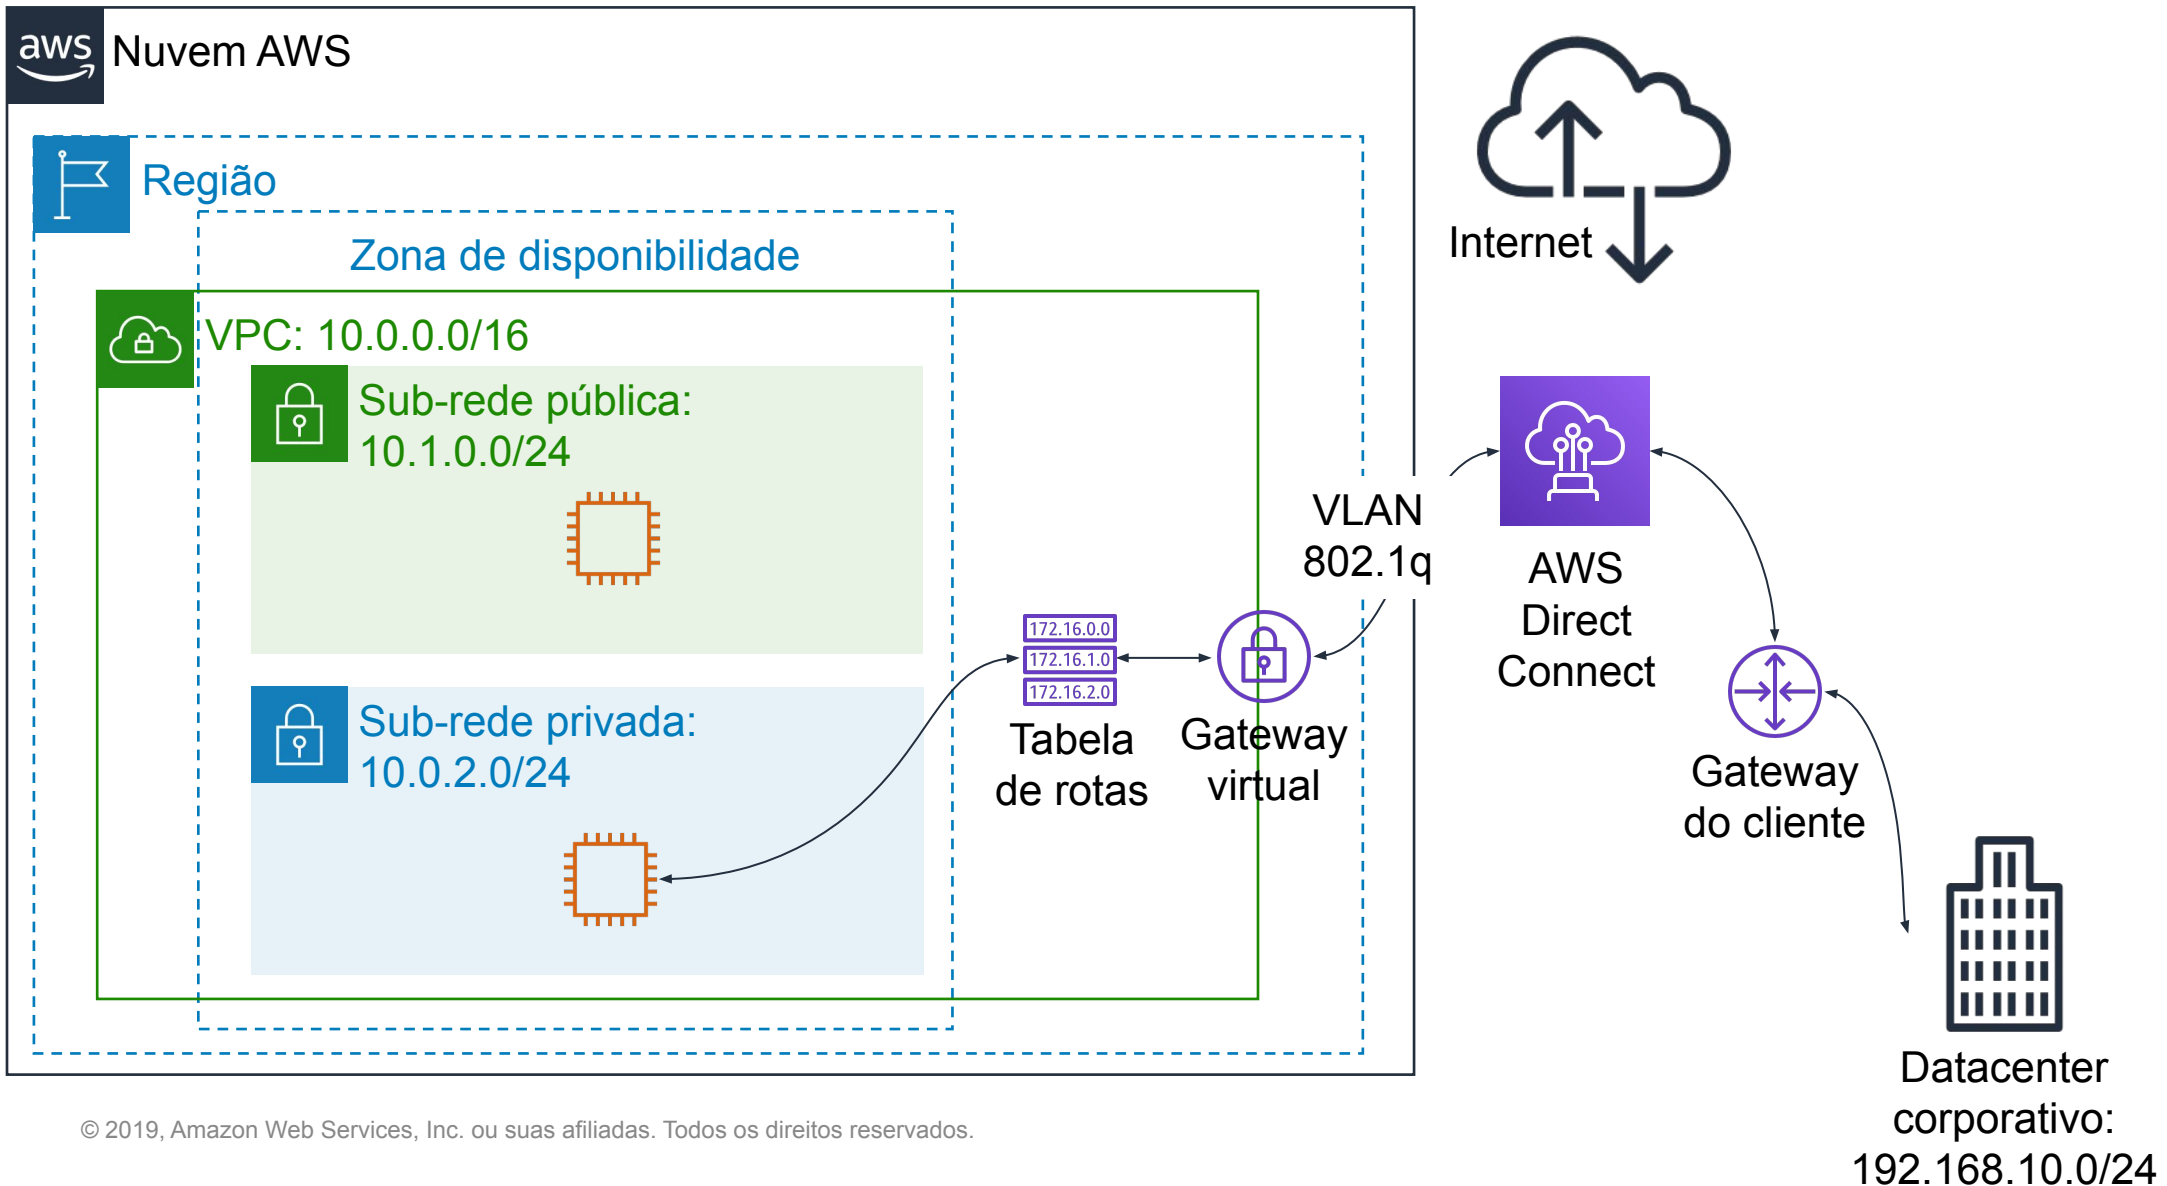 aws
Nuvem AWS
Região
Zona de disponibilidade
VPC: 10.0.0.0/16
Sub-rede pública:
10.1.0.0/24
Sub-rede privada:
10.0.2.0/24
172.16.0.0
172.16.1.0
172.16.2.0
Tabela
de rotas
Gateway
virtual
VLAN
802.1q
Internet
AWS
Direct
Connect
Gateway
do cliente
Datacenter
corporativo:
192.168.10.0/24
© 2019, Amazon Web Services, Inc. ou suas afiliadas. Todos os direitos reservados.